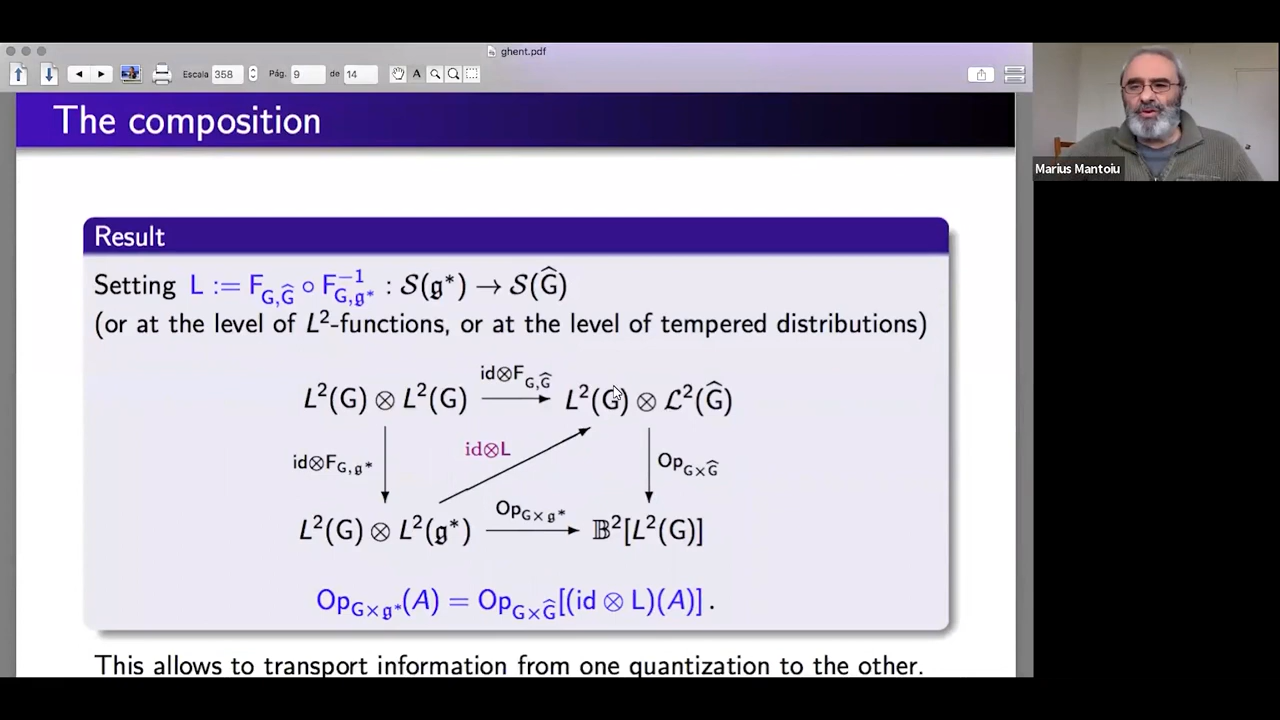 ghent.pdf
Escala 358 Pág. 9 de 14 A
The composition
Marius Mantoiu
Result
Setting L := F_{G,Ĝ} ∘ F⁻¹_{G,𝔤*} : 𝒮(𝔤*) → 𝒮(Ĝ)
(or at the level of L²-functions, or at the level of tempered distributions)
id⊗F_{G,Ĝ}
L²(G) ⊗ L²(G) L²(G) ⊗ ℒ²(Ĝ)
id⊗F_{G,𝔤*} id⊗L Op_{G×Ĝ}
Op_{G×𝔤*}
L²(G) ⊗ L²(𝔤*) 𝔹²[L²(G)]
Op_{G×𝔤*}(A) = Op_{G×Ĝ}[(id ⊗ L)(A)] .
This allows to transport information from one quantization to the other.